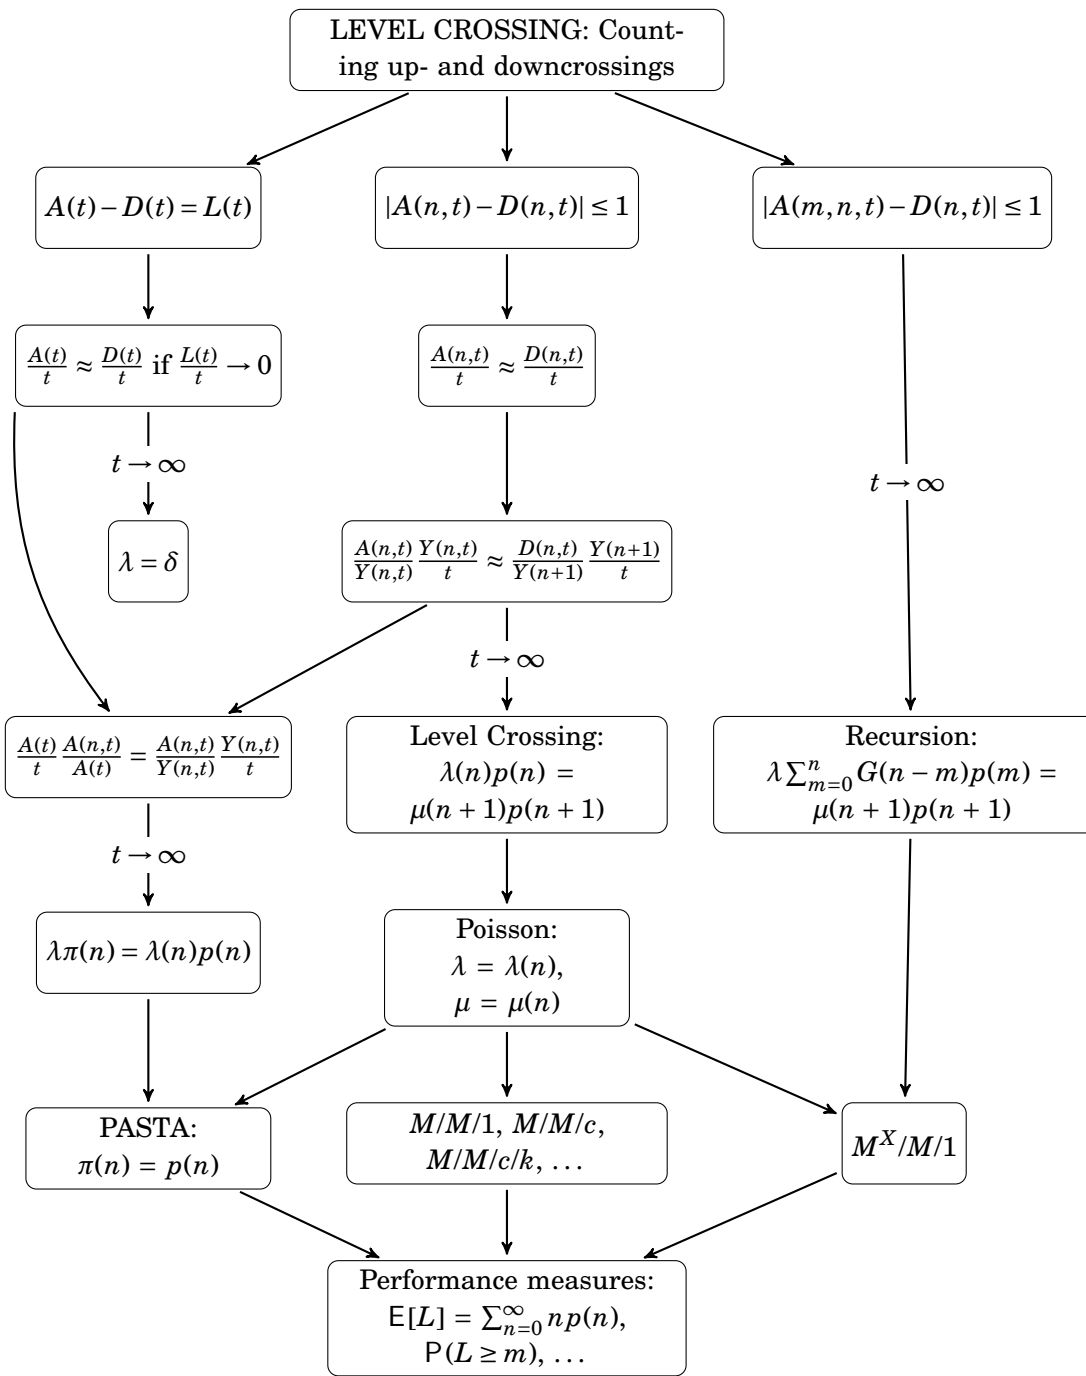 LEVEL CROSSING: Count-
ing up- and downcrossings
A(t) − D(t) = L(t)
|A(n,t) − D(n,t)| ≤ 1
|A(m,n,t) − D(n,t)| ≤ 1
A(t)/t ≈ D(t)/t if L(t)/t → 0
A(n,t)/t ≈ D(n,t)/t
t → ∞
t → ∞
λ = δ
A(n,t)/Y(n,t) Y(n,t)/t ≈ D(n,t)/Y(n+1) Y(n+1)/t
t → ∞
A(t)/t A(n,t)/A(t) = A(n,t)/Y(n,t) Y(n,t)/t
Level Crossing:
λ(n)p(n) =
μ(n + 1)p(n + 1)
Recursion:
λ∑_{m=0}^{n} G(n − m)p(m) =
μ(n + 1)p(n + 1)
t → ∞
λπ(n) = λ(n)p(n)
Poisson:
λ = λ(n),
μ = μ(n)
PASTA:
π(n) = p(n)
M/M/1, M/M/c,
M/M/c/k, ...
M^X/M/1
Performance measures:
E[L] = ∑_{n=0}^{∞} np(n),
P(L ≥ m), ...